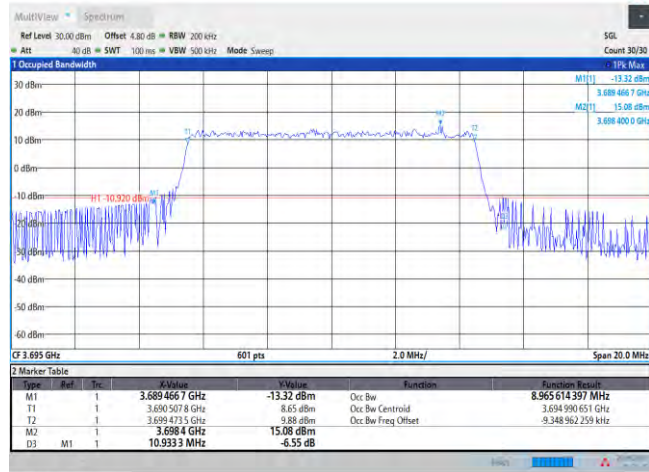 MultiView Spectrum
Ref Level 30.00 dBm Offset 4.80 dB RBW 200 kHz SGL
Att 40 dB SWT 100 ms VBW 500 kHz Mode Sweep Count 30/30
1 Occupied Bandwidth 1Pk Max
M1[1] -13.32 dBm
3.689 466 7 GHz
M2[1] 15.08 dBm
3.698 400 0 GHz
30 dBm
20 dBm
M2
T1 T2
10 dBm
0 dBm
-10 dBm
H1 -10.920 dBm M1
-20 dBm
-30 dBm
-40 dBm
-50 dBm
-60 dBm
CF 3.695 GHz 601 pts 2.0 MHz/ Span 20.0 MHz
2 Marker Table
Type Ref Trc X-Value Y-Value Function Function Result
M1 1 3.689 466 7 GHz -13.32 dBm Occ Bw 8.965 614 397 MHz
T1 1 3.690 507 8 GHz 8.65 dBm Occ Bw Centroid 3.694 990 651 GHz
T2 1 3.699 473 5 GHz 9.88 dBm Occ Bw Freq Offset -9.348 962 259 kHz
M2 1 3.698 4 GHz 15.08 dBm
D3 M1 1 10.933 3 MHz -6.55 dB